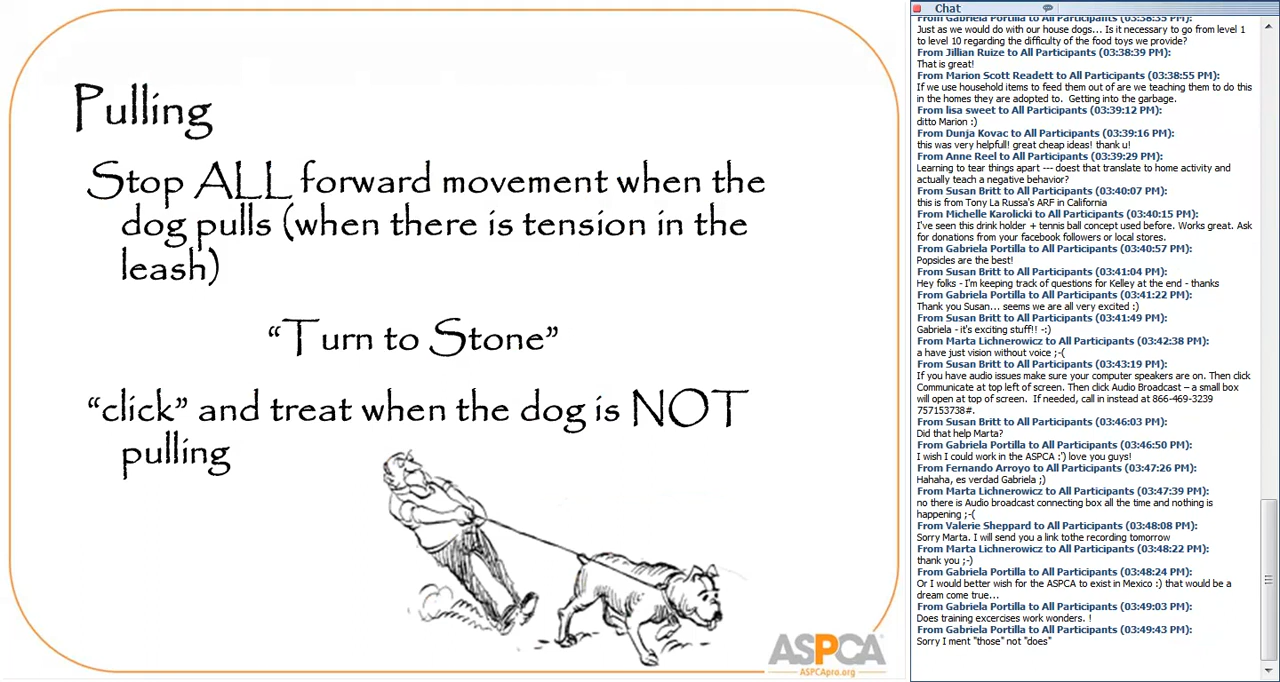 Pulling
Stop ALL forward movement when the
dog pulls (when there is tension in the
leash)
“Turn to Stone”
“click” and treat when the dog is NOT
pulling
ASPCA
ASPCApro.org
Chat
From Gabriela Portilla to All Participants (03:38:35 PM):
Just as we would do with our house dogs... Is it necessary to go from level 1
to level 10 regarding the difficulty of the food toys we provide?
From Jillian Ruize to All Participants (03:38:39 PM):
That is great!
From Marion Scott Readett to All Participants (03:38:55 PM):
If we use household items to feed them out of are we teaching them to do this
in the homes they are adopted to.  Getting into the garbage.
From lisa sweet to All Participants (03:39:12 PM):
ditto Marion :)
From Dunja Kovac to All Participants (03:39:16 PM):
this was very helpfull! great cheap ideas! thank u!
From Anne Reel to All Participants (03:39:29 PM):
Learning to tear things apart --- doest that translate to home activity and
actually teach a negative behavior?
From Susan Britt to All Participants (03:40:07 PM):
this is from Tony La Russa's ARF in California
From Michelle Karolicki to All Participants (03:40:15 PM):
I've seen this drink holder + tennis ball concept used before. Works great. Ask
for donations from your facebook followers or local stores.
From Gabriela Portilla to All Participants (03:40:57 PM):
Popsicles are the best!
From Susan Britt to All Participants (03:41:04 PM):
Hey folks - I'm keeping track of questions for Kelley at the end - thanks
From Gabriela Portilla to All Participants (03:41:22 PM):
Thank you Susan... seems we are all very excited :)
From Susan Britt to All Participants (03:41:49 PM):
Gabriela - it's exciting stuff!! -:)
From Marta Lichnerowicz to All Participants (03:42:38 PM):
a have just vision without voice ;-(
From Susan Britt to All Participants (03:43:19 PM):
If you have audio issues make sure your computer speakers are on. Then click
Communicate at top left of screen. Then click Audio Broadcast – a small box
will open at top of screen.  If needed, call in instead at 866-469-3239
757153738#.
From Susan Britt to All Participants (03:46:03 PM):
Did that help Marta?
From Gabriela Portilla to All Participants (03:46:50 PM):
I wish I could work in the ASPCA :') love you guys!
From Fernando Arroyo to All Participants (03:47:26 PM):
Hahaha, es verdad Gabriela ;)
From Marta Lichnerowicz to All Participants (03:47:39 PM):
no there is Audio broadcast connecting box all the time and nothing is
happening ;-(
From Valerie Sheppard to All Participants (03:48:08 PM):
Sorry Marta. I will send you a link tothe recording tomorrow
From Marta Lichnerowicz to All Participants (03:48:22 PM):
thank you ;-)
From Gabriela Portilla to All Participants (03:48:24 PM):
Or I would better wish for the ASPCA to exist in Mexico :) that would be a
dream come true...
From Gabriela Portilla to All Participants (03:49:03 PM):
Does training excercises work wonders. !
From Gabriela Portilla to All Participants (03:49:43 PM):
Sorry I ment "those" not "does"